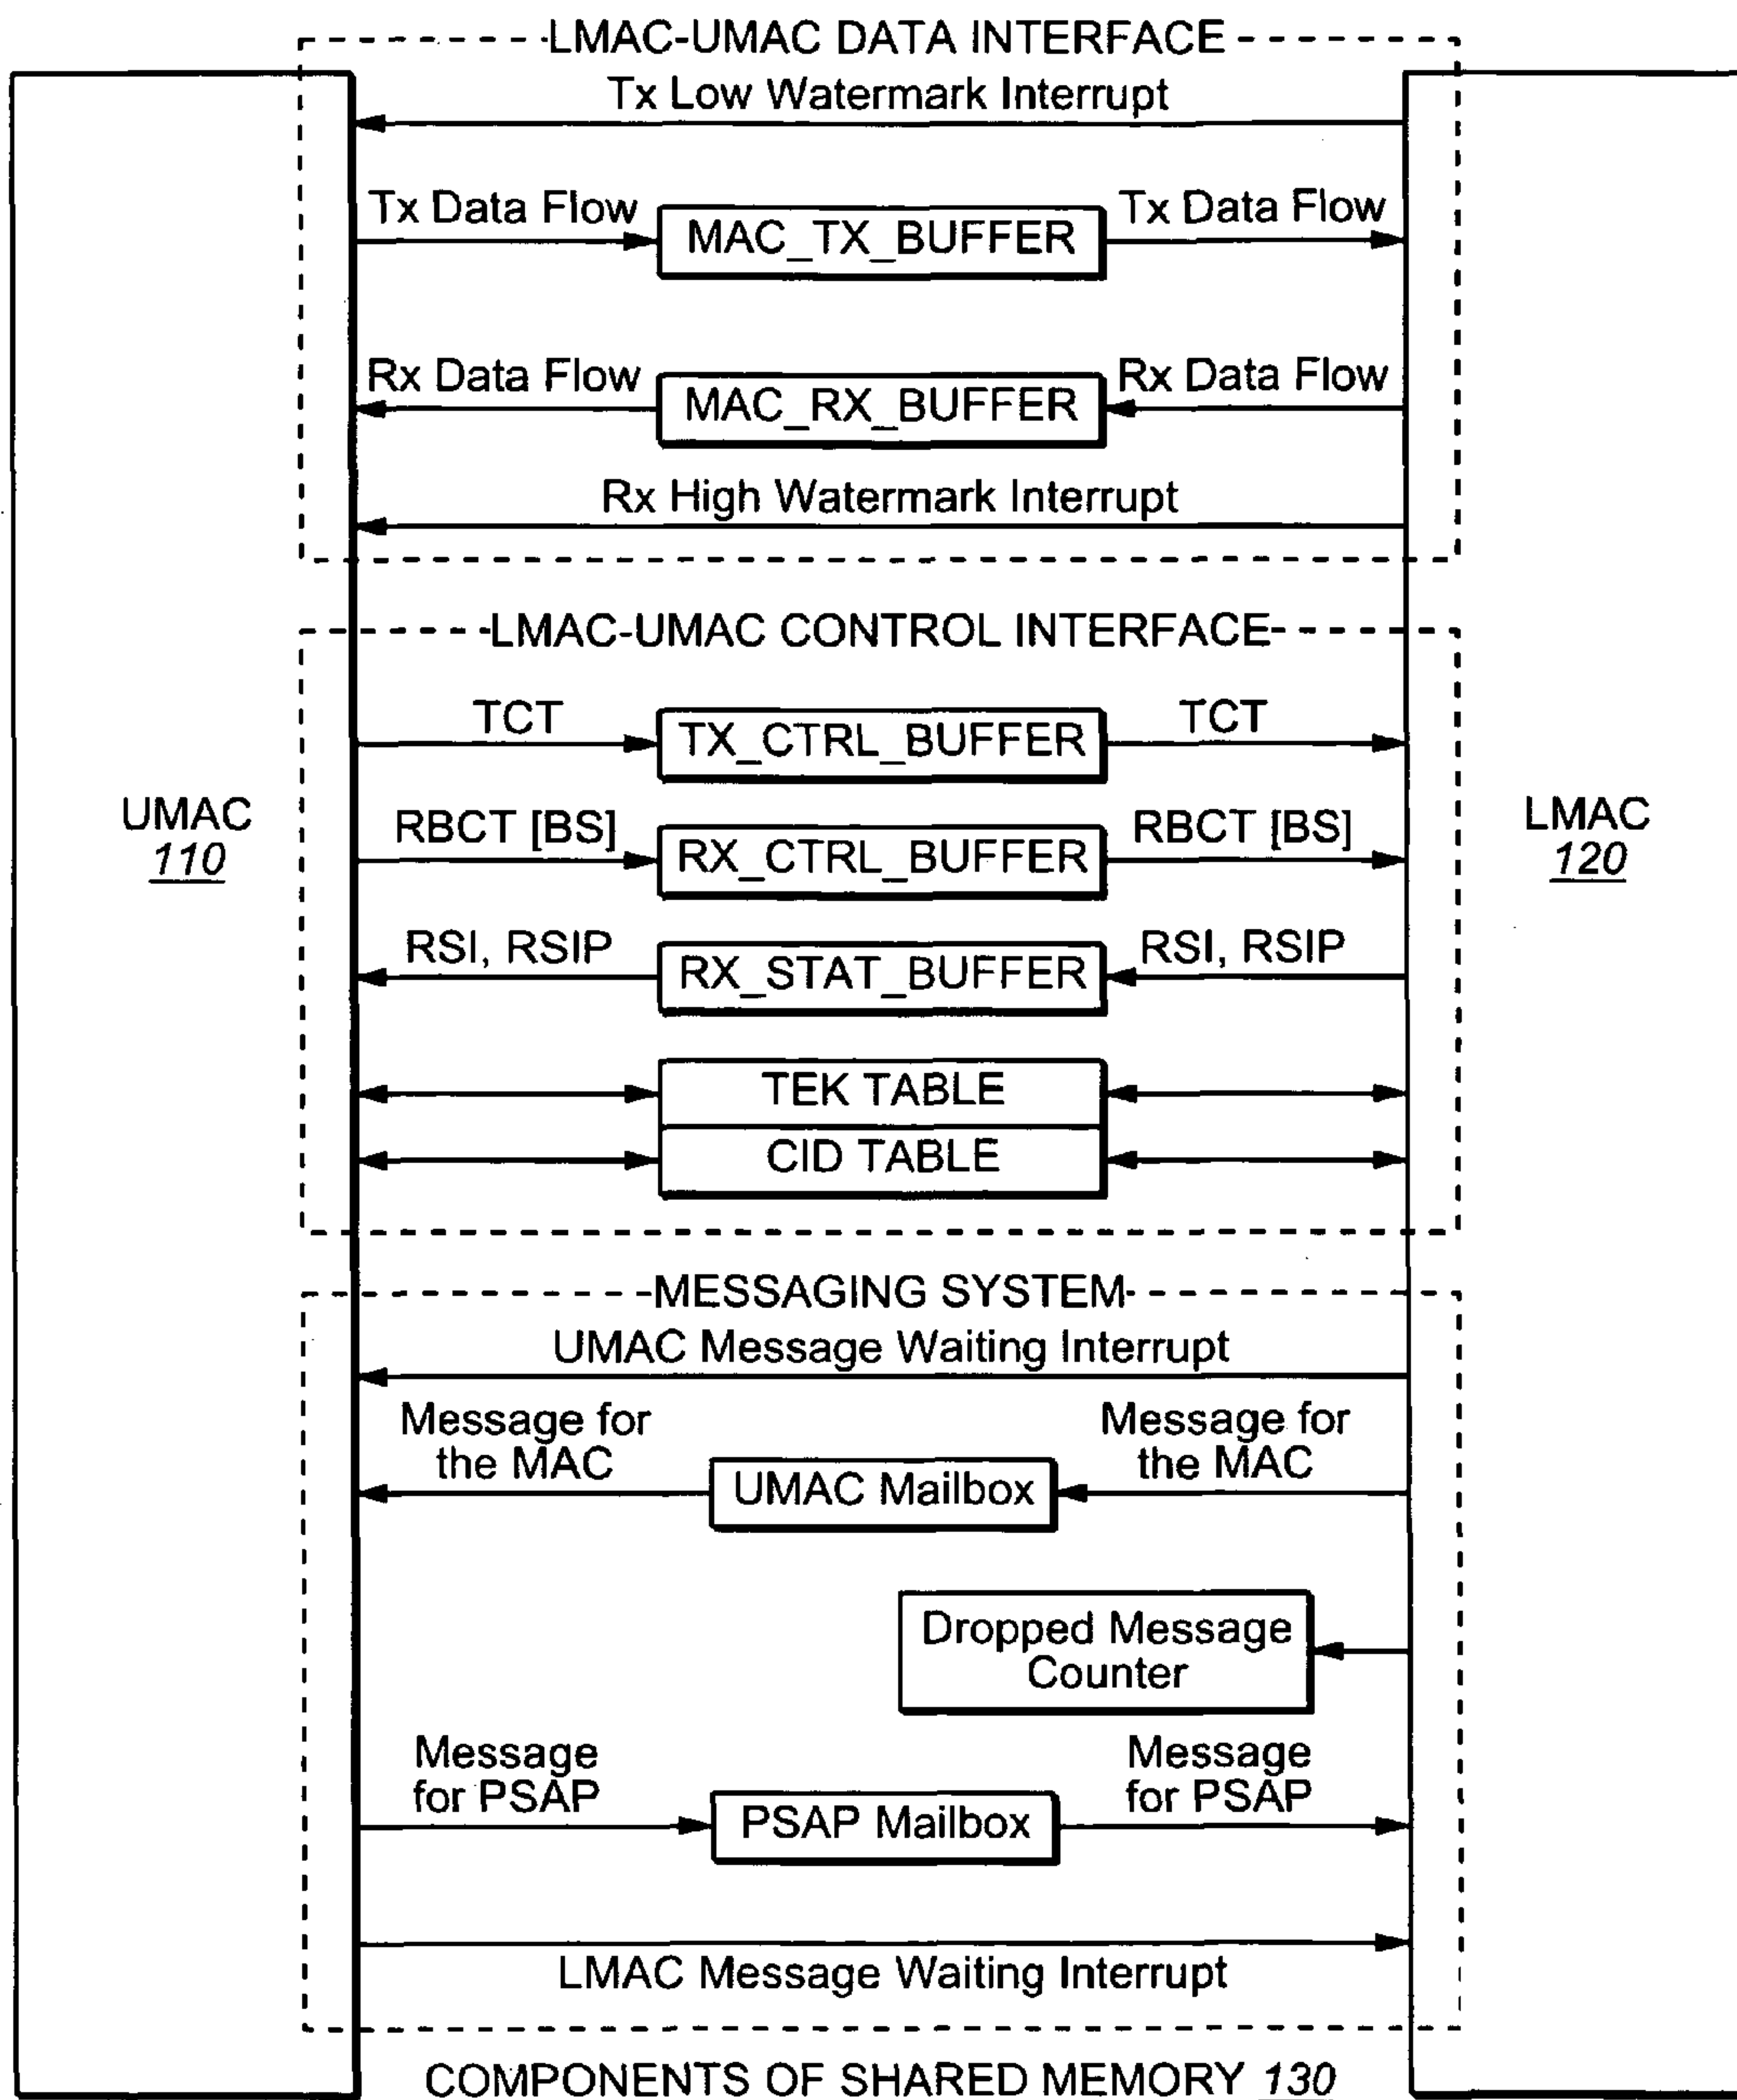 LMAC-UMAC DATA INTERFACE
Tx Low Watermark Interrupt
Tx Data Flow
MAC_TX_BUFFER
Tx Data Flow
Rx Data Flow
MAC_RX_BUFFER
Rx Data Flow
Rx High Watermark Interrupt
LMAC-UMAC CONTROL INTERFACE
TCT
TX_CTRL_BUFFER
TCT
UMAC
110
RBCT [BS]
RX_CTRL_BUFFER
RBCT [BS]
LMAC
120
RSI, RSIP
RX_STAT_BUFFER
RSI, RSIP
TEK TABLE
CID TABLE
MESSAGING SYSTEM
UMAC Message Waiting Interrupt
Message for
the MAC
UMAC Mailbox
Message for
the MAC
Dropped Message
Counter
Message
for PSAP
PSAP Mailbox
Message
for PSAP
LMAC Message Waiting Interrupt
COMPONENTS OF SHARED MEMORY 130